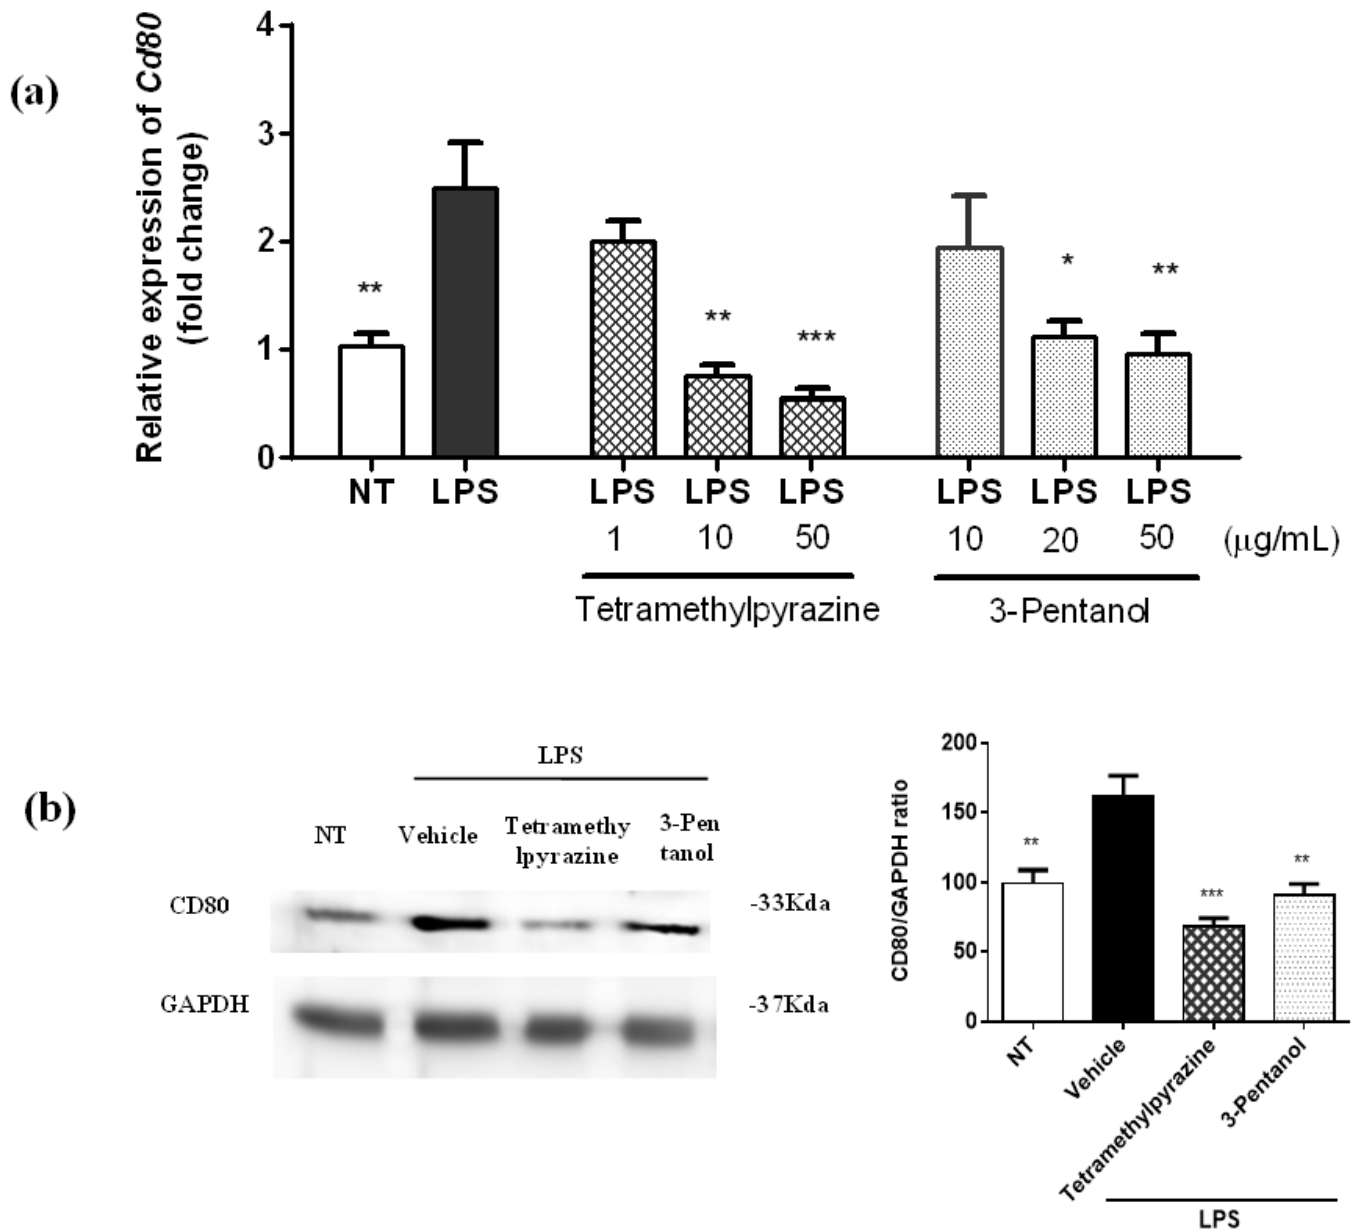 (a)
Relative expression of Cd80
(fold change)
4
3
2
1
0
**
**
***
*
**
NT LPS LPS LPS LPS LPS LPS LPS
1 10 50 10 20 50 (μg/mL)
Tetramethylpyrazine 3-Pentanol
(b)
LPS
NT Vehicle Tetramethy 3-Pen
lpyrazine tanol
CD80 -33Kda
GAPDH -37Kda
CD80/GAPDH ratio
200
150
100
50
0
**
***
**
NT
Vehicle
Tetramethylpyrazine
3-Pentanol
LPS